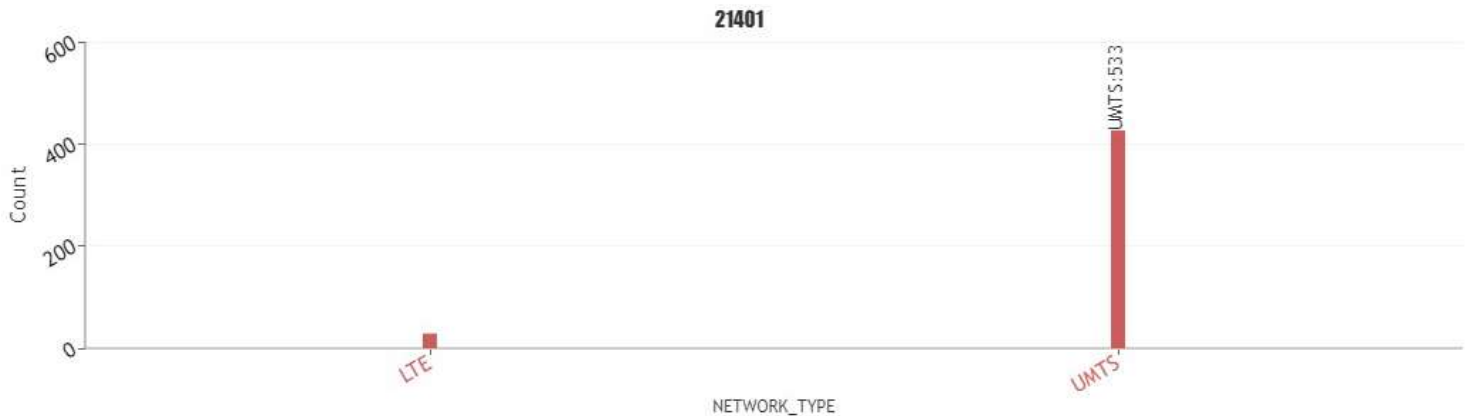 21401
600
400
200
0
Count
UMTS:533
LTE
UMTS
NETWORK_TYPE